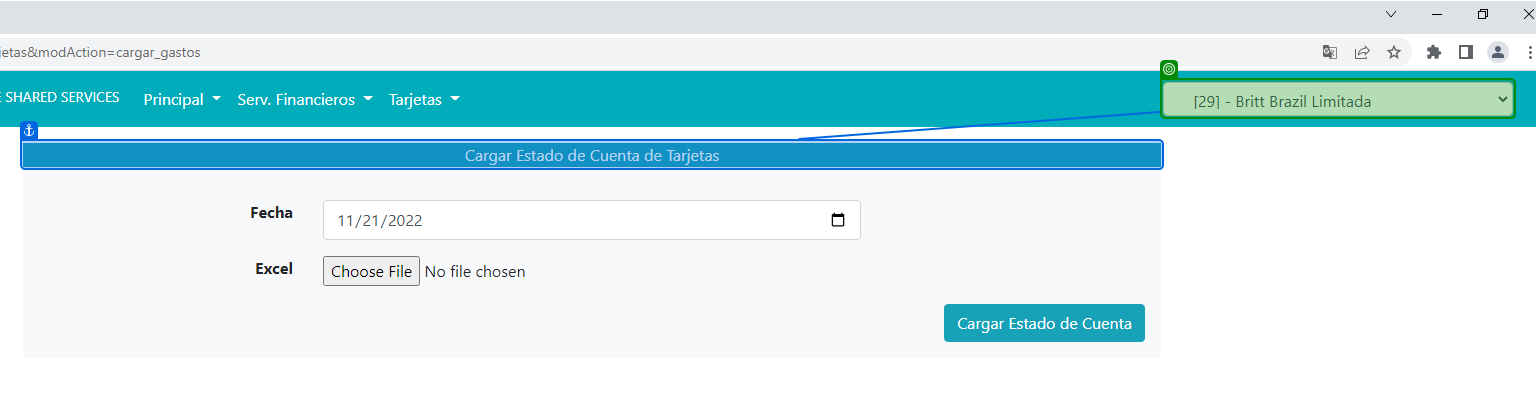 jetas&modAction=cargar_gastos
E SHARED SERVICES Principal Serv. Financieros Tarjetas [29] - Britt Brazil Limitada
Cargar Estado de Cuenta de Tarjetas
Fecha 11/21/2022
Excel Choose File No file chosen
Cargar Estado de Cuenta